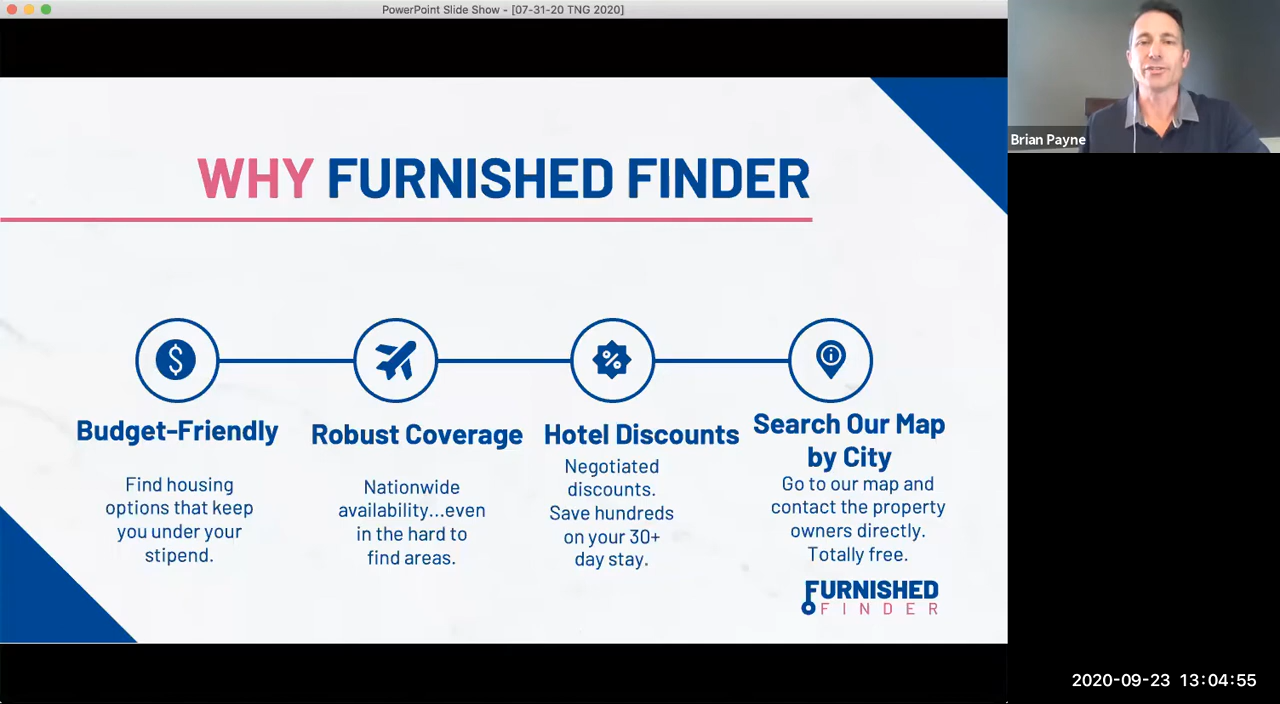 PowerPoint Slide Show - [07-31-20 TNG 2020]
Brian Payne
WHY FURNISHED FINDER
Budget-Friendly
Find housing
options that keep
you under your
stipend.
Robust Coverage
Nationwide
availability...even
in the hard to
find areas.
Hotel Discounts
Negotiated
discounts.
Save hundreds
on your 30+
day stay.
Search Our Map
by City
Go to our map and
contact the property
owners directly.
Totally free.
FURNISHED
FINDER
2020-09-23 13:04:55